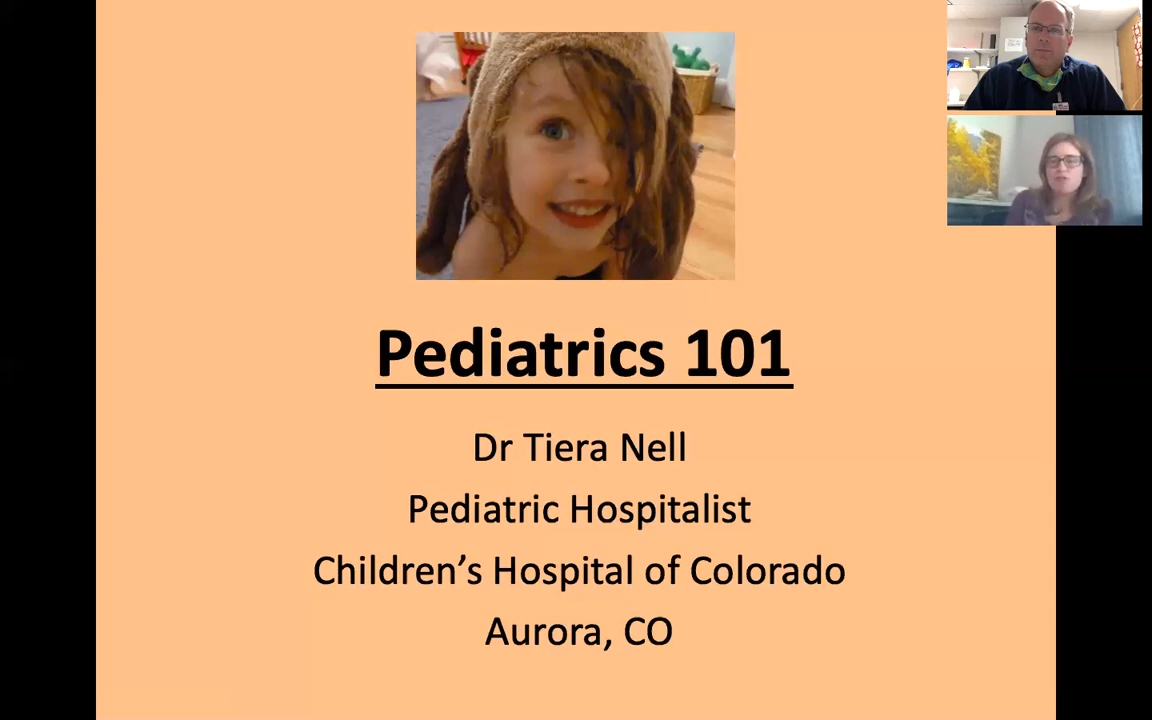 Pediatrics 101
Dr Tiera Nell
Pediatric Hospitalist
Children’s Hospital of Colorado
Aurora, CO